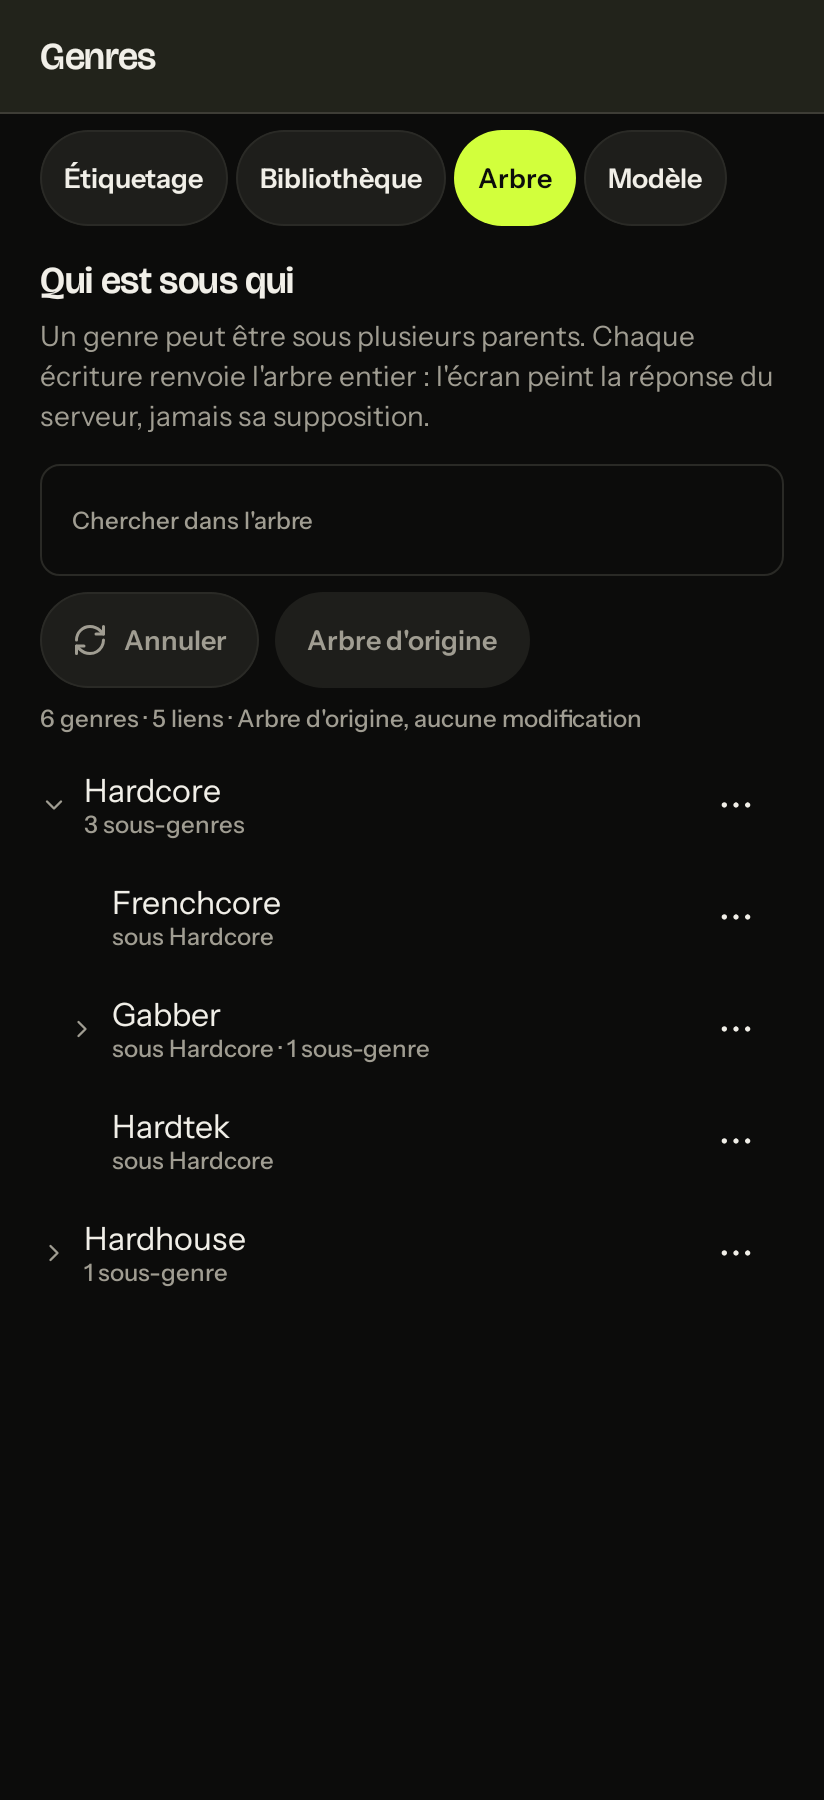 Genres
Étiquetage Bibliothèque Arbre Modèle
Qui est sous qui
Un genre peut être sous plusieurs parents. Chaque
écriture renvoie l'arbre entier : l'écran peint la réponse du
serveur, jamais sa supposition.
Chercher dans l'arbre
Annuler Arbre d'origine
6 genres · 5 liens · Arbre d'origine, aucune modification
Hardcore
3 sous-genres
Frenchcore
sous Hardcore
Gabber
sous Hardcore · 1 sous-genre
Hardtek
sous Hardcore
Hardhouse
1 sous-genre